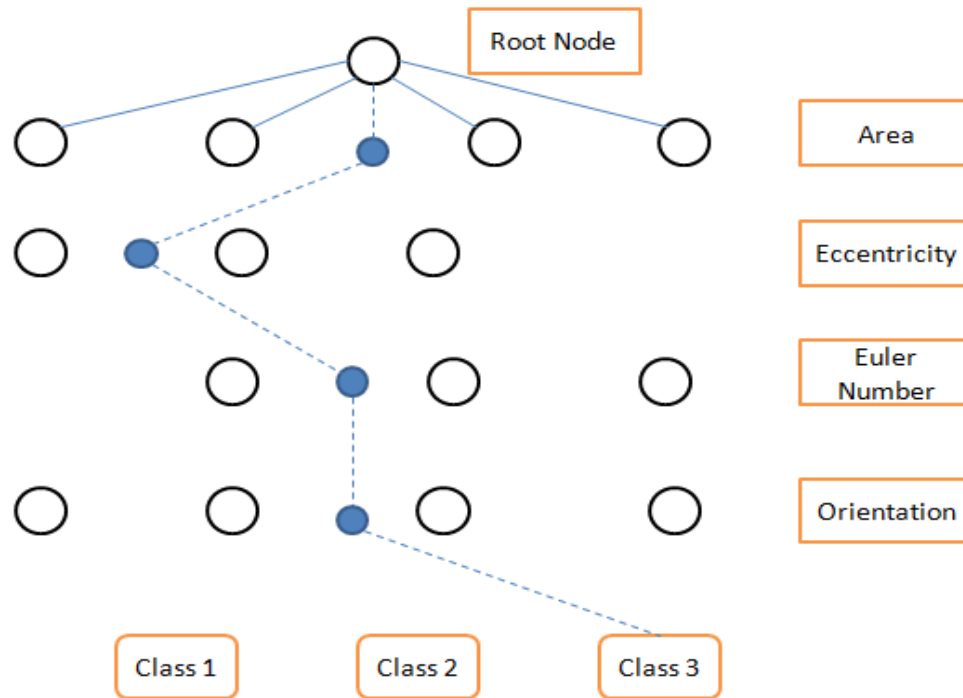 Root Node
Area
Eccentricity
Euler
Number
Orientation
Class 1
Class 2
Class 3